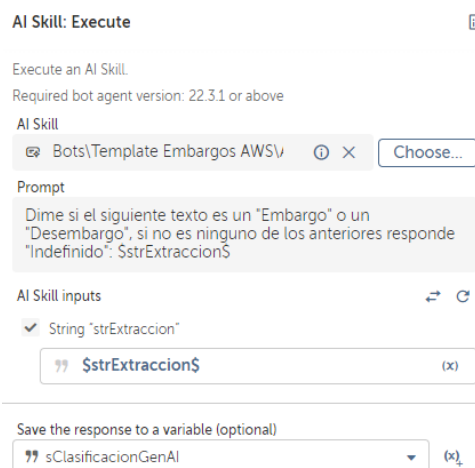 AI Skill: Execute
Execute an AI Skill.
Required bot agent version: 22.3.1 or above
AI Skill
Bots\Template Embargos AWS\
Choose...
Prompt
Dime si el siguiente texto es un "Embargo" o un
"Desembargo", si no es ninguno de los anteriores responde
"Indefinido": $strExtraccion$
AI Skill inputs
String "strExtraccion"
$strExtraccion$ (x)
Save the response to a variable (optional)
sClasificacionGenAI (x)